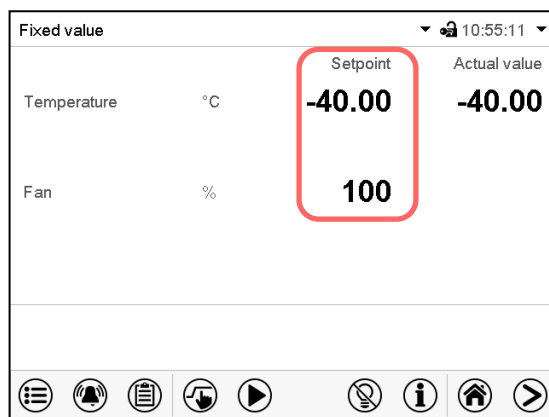 Fixed value 10:55:11
Setpoint Actual value
Temperature °C -40.00 -40.00
Fan % 100